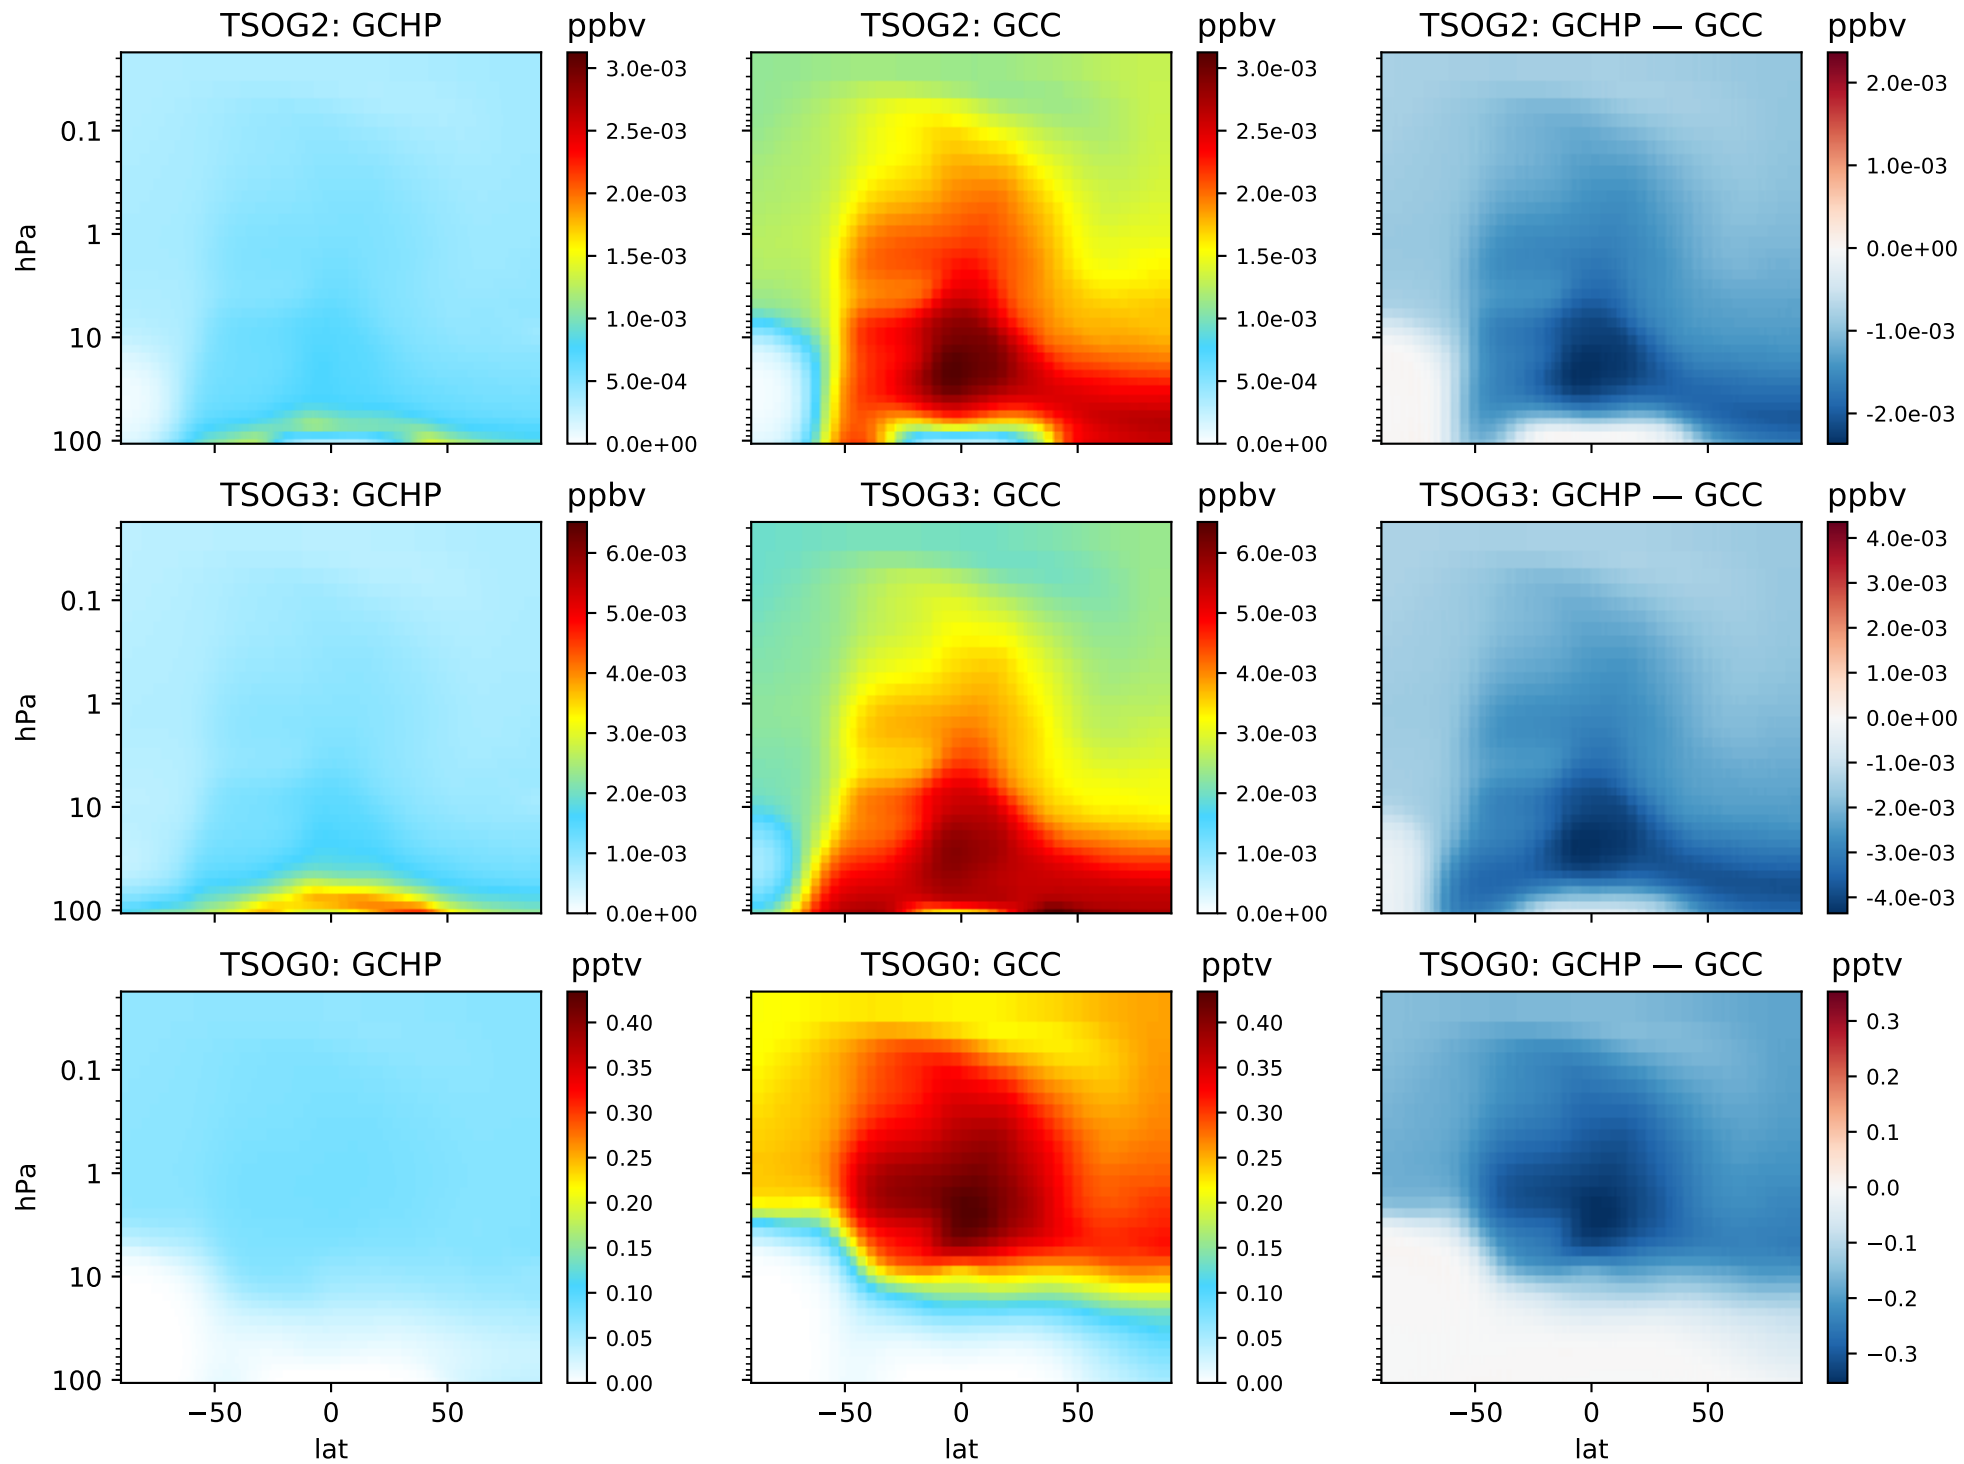 TSOG2: GCHP
ppbv
TSOG2: GCC
ppbv
TSOG2: GCHP — GCC
ppbv
hPa
0.1
1
10
100
3.0e-03
2.5e-03
2.0e-03
1.5e-03
1.0e-03
5.0e-04
0.0e+00
3.0e-03
2.5e-03
2.0e-03
1.5e-03
1.0e-03
5.0e-04
0.0e+00
2.0e-03
1.0e-03
0.0e+00
-1.0e-03
-2.0e-03
TSOG3: GCHP
ppbv
TSOG3: GCC
ppbv
TSOG3: GCHP — GCC
ppbv
hPa
0.1
1
10
100
6.0e-03
5.0e-03
4.0e-03
3.0e-03
2.0e-03
1.0e-03
0.0e+00
6.0e-03
5.0e-03
4.0e-03
3.0e-03
2.0e-03
1.0e-03
0.0e+00
4.0e-03
3.0e-03
2.0e-03
1.0e-03
0.0e+00
-1.0e-03
-2.0e-03
-3.0e-03
-4.0e-03
TSOG0: GCHP
pptv
TSOG0: GCC
pptv
TSOG0: GCHP — GCC
pptv
hPa
0.1
1
10
100
0.40
0.35
0.30
0.25
0.20
0.15
0.10
0.05
0.00
0.40
0.35
0.30
0.25
0.20
0.15
0.10
0.05
0.00
0.3
0.2
0.1
0.0
−0.1
−0.2
−0.3
−50 0 50
−50 0 50
−50 0 50
lat
lat
lat